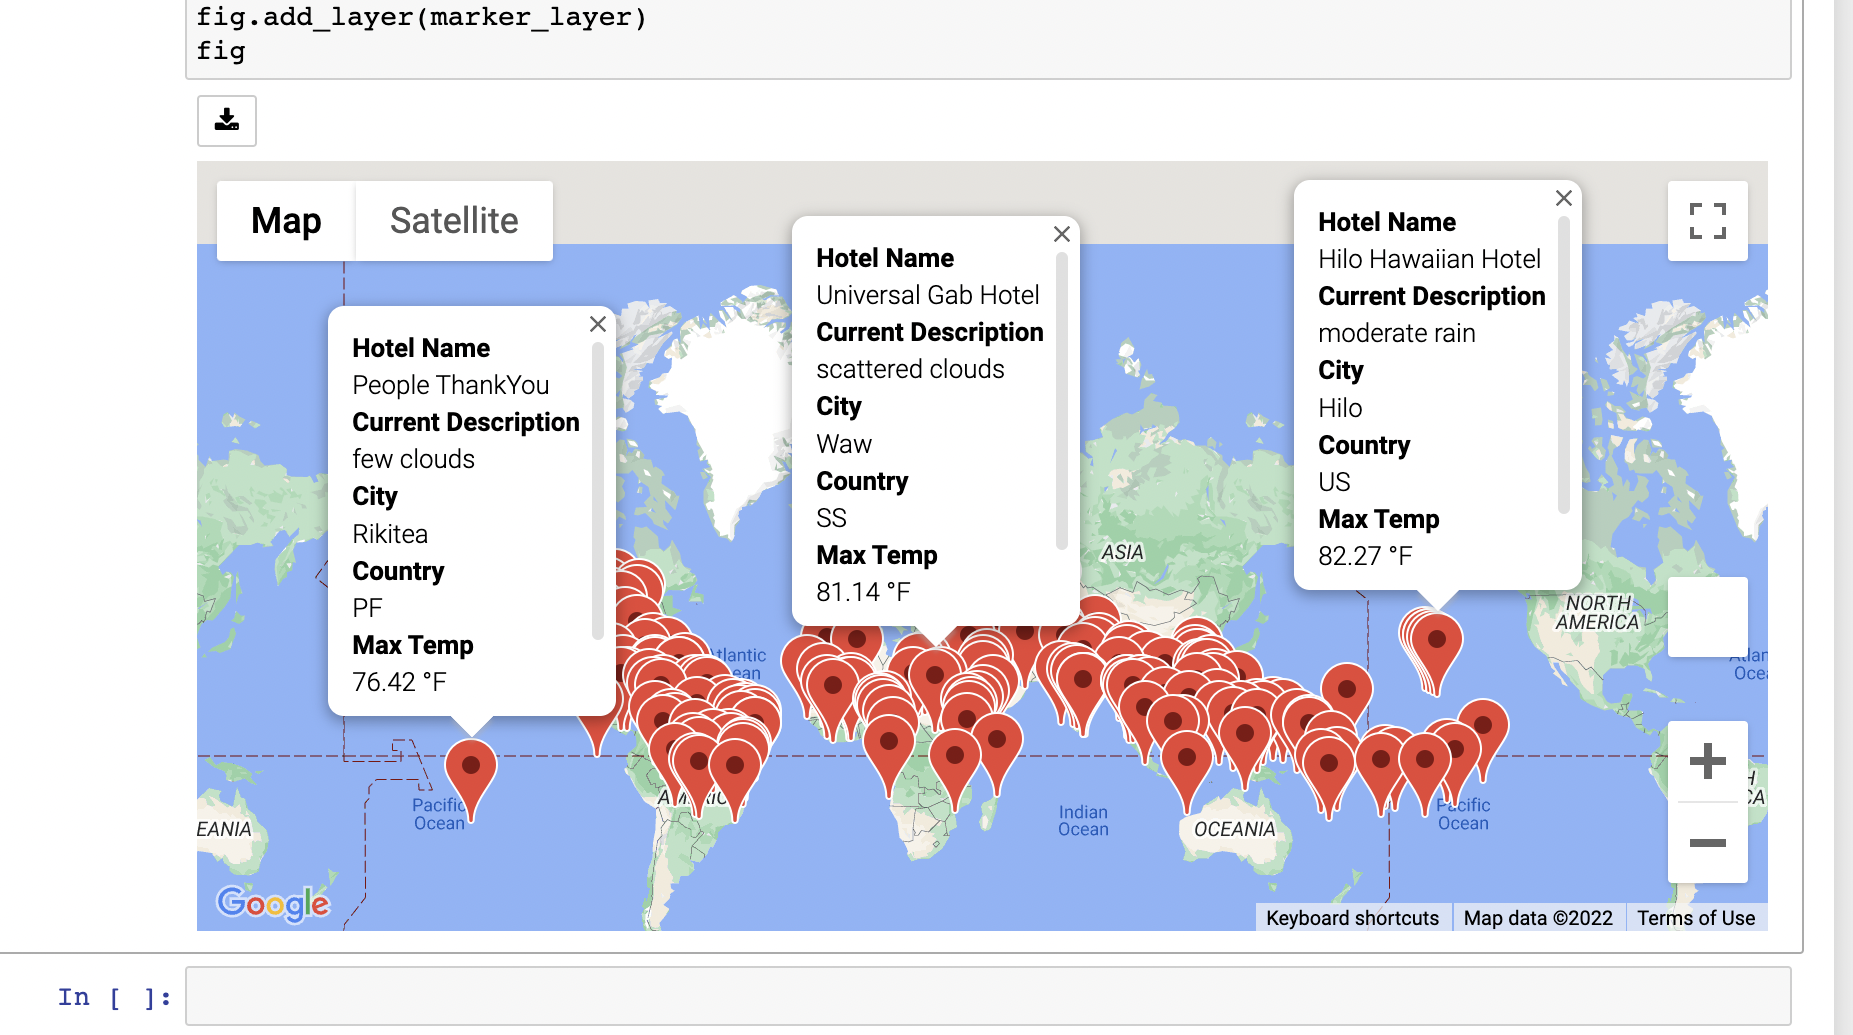 fig.add_layer(marker_layer)
fig
Map
Satellite
Hotel Name
People ThankYou
Current Description
few clouds
City
Rikitea
Country
PF
Max Temp
76.42 °F
Hotel Name
Universal Gab Hotel
Current Description
scattered clouds
City
Waw
Country
SS
Max Temp
81.14 °F
Hotel Name
Hilo Hawaiian Hotel
Current Description
moderate rain
City
Hilo
Country
US
Max Temp
82.27 °F
ASIA
NORTH
AMERICA
Pacific
Ocean
Indian
Ocean
OCEANIA
Pacific
Ocean
Google
Keyboard shortcuts
Map data ©2022
Terms of Use
In [ ]: